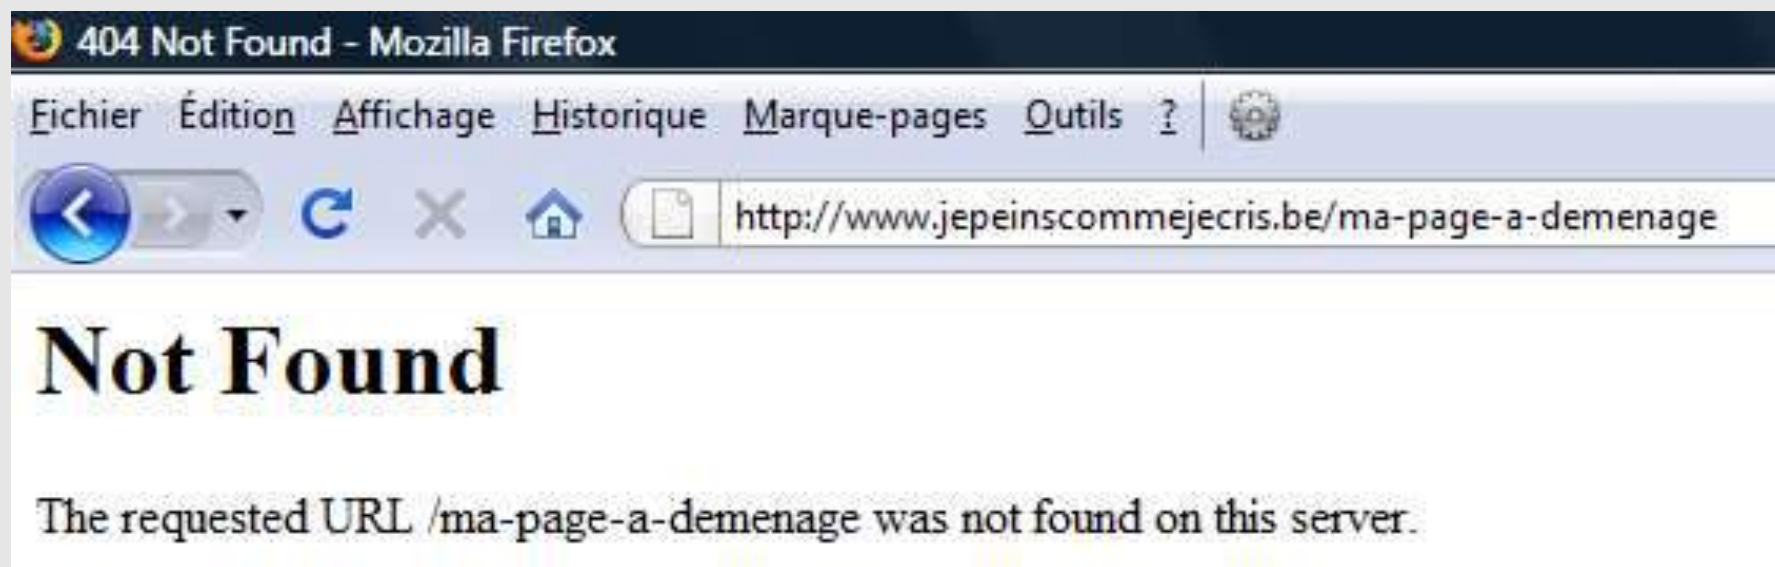 404 Not Found - Mozilla Firefox
Fichier Édition Affichage Historique Marque-pages Outils ?
http://www.jepeinscommejecris.be/ma-page-a-demenage
Not Found
The requested URL /ma-page-a-demenage was not found on this server.